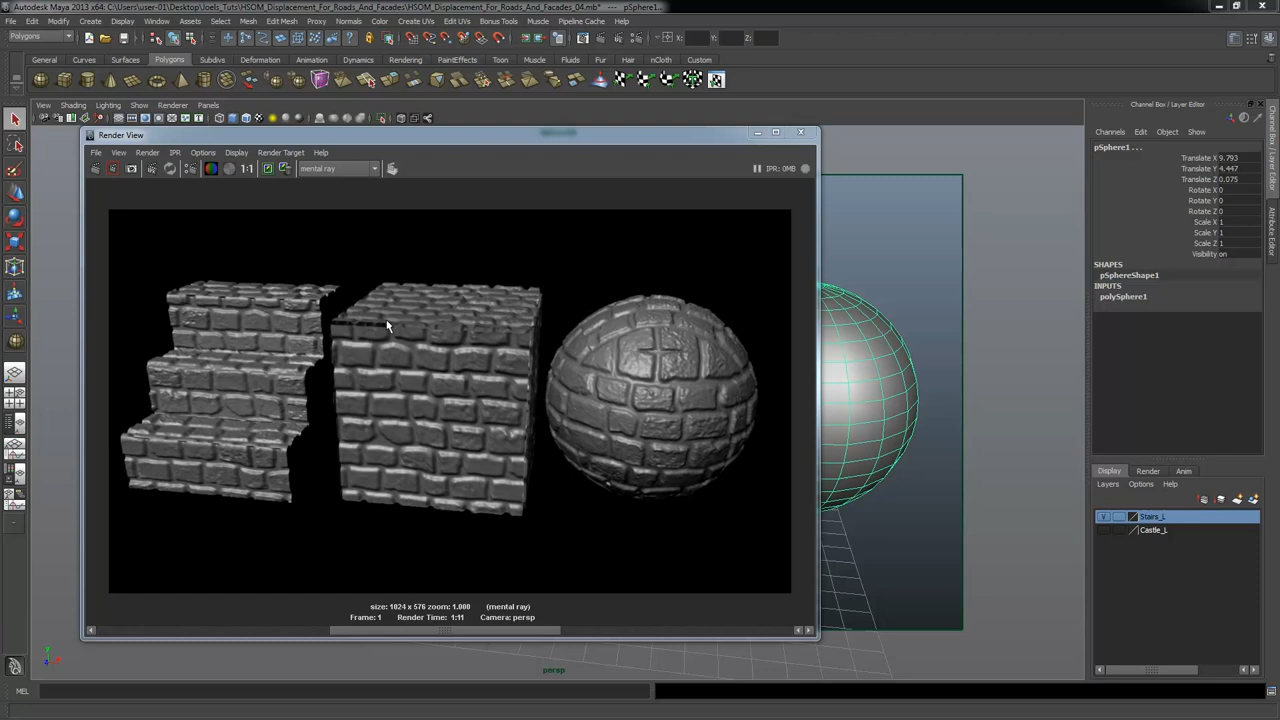 Autodesk Maya 2013 x64: C:\Users\user-01\Desktop\Joels_Tuts\HSOM_Displacement_For_Roads_And_Facades\HSOM_Displacement_For_Roads_And_Facades_04.mb* --- pSphere1...
File Edit Modify Create Display Window Assets Select Mesh Edit Mesh Proxy Normals Color Create UVs Edit UVs Bonus Tools Muscle Pipeline Cache Help
Polygons X: Y: Z:
General Curves Surfaces Polygons Subdivs Deformation Animation Dynamics Rendering PaintEffects Toon Muscle Fluids Fur Hair nCloth Custom
View Shading Lighting Show Renderer Panels
Channel Box / Layer Editor
Render View
Channels Edit Object Show
File View Render IPR Options Display Render Target Help
1:1 mental ray IPR: 0MB
pSphere1 ...
Translate X 9.793
Translate Y 4.447
Translate Z 0.075
Rotate X 0
Rotate Y 0
Rotate Z 0
Scale X 1
Scale Y 1
Scale Z 1
Visibility on
SHAPES
pSphereShape1
INPUTS
polySphere1
Channel Box / Layer Editor
Attribute Editor
Display Render Anim
Layers Options Help
V Stairs_L
Castle_L
size: 1024 x 576 zoom: 1.000 (mental ray)
Frame: 1 Render Time: 1:11 Camera: persp
persp
MEL